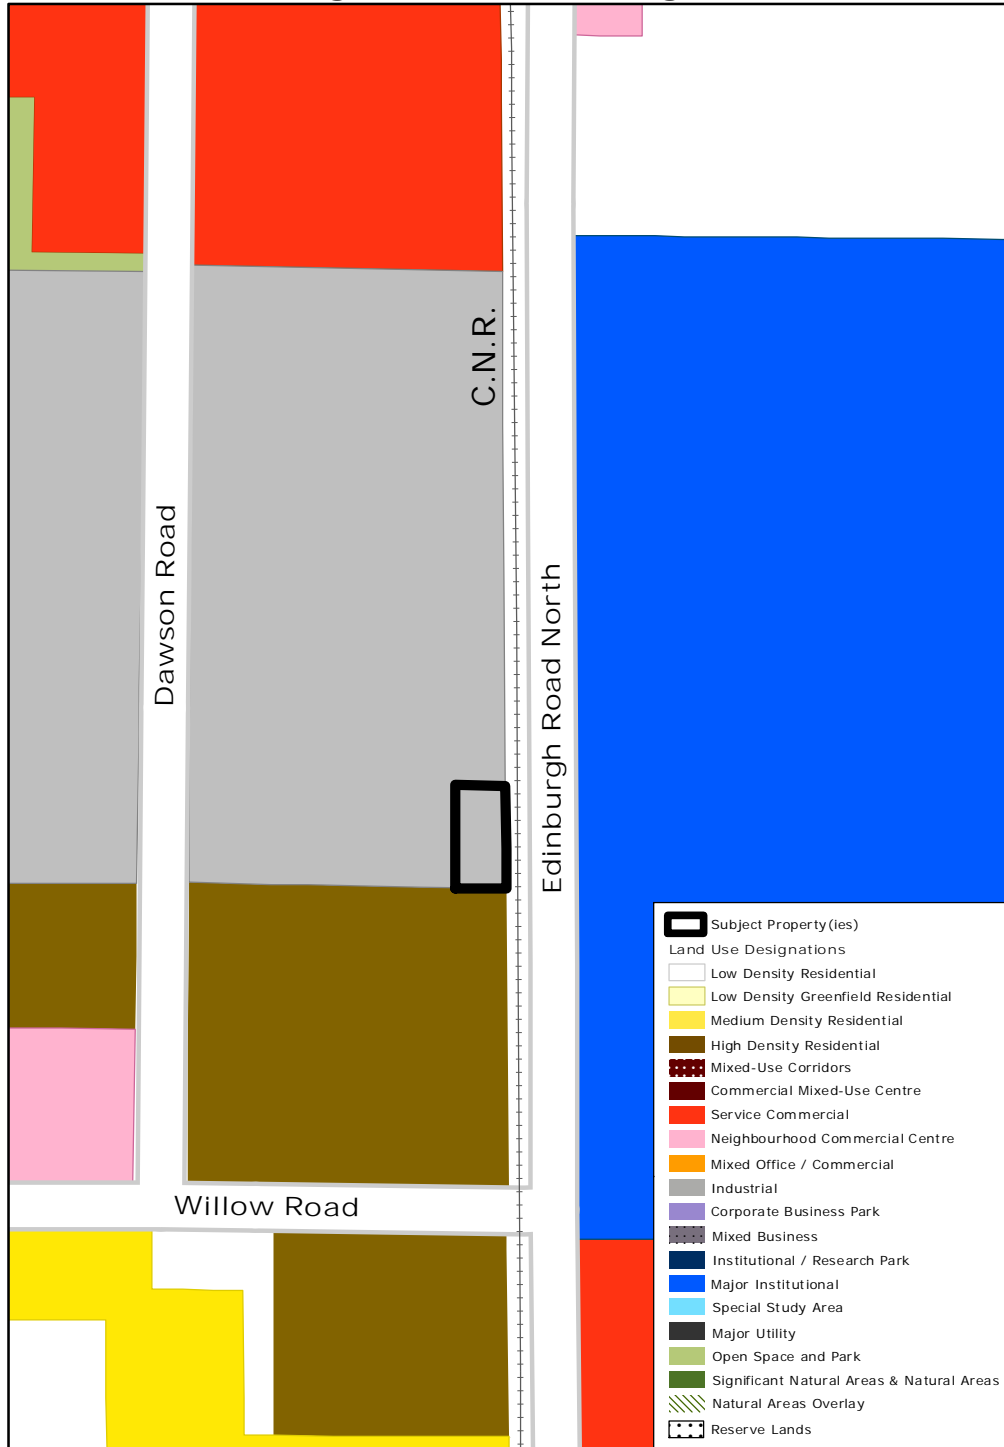 C.N.R.
Dawson Road
Edinburgh Road North
Willow Road
Subject Property(ies)
Land Use Designations
Low Density Residential
Low Density Greenfield Residential
Medium Density Residential
High Density Residential
Mixed-Use Corridors
Commercial Mixed-Use Centre
Service Commercial
Neighbourhood Commercial Centre
Mixed Office / Commercial
Industrial
Corporate Business Park
Mixed Business
Institutional / Research Park
Major Institutional
Special Study Area
Major Utility
Open Space and Park
Significant Natural Areas & Natural Areas
Natural Areas Overlay
Reserve Lands